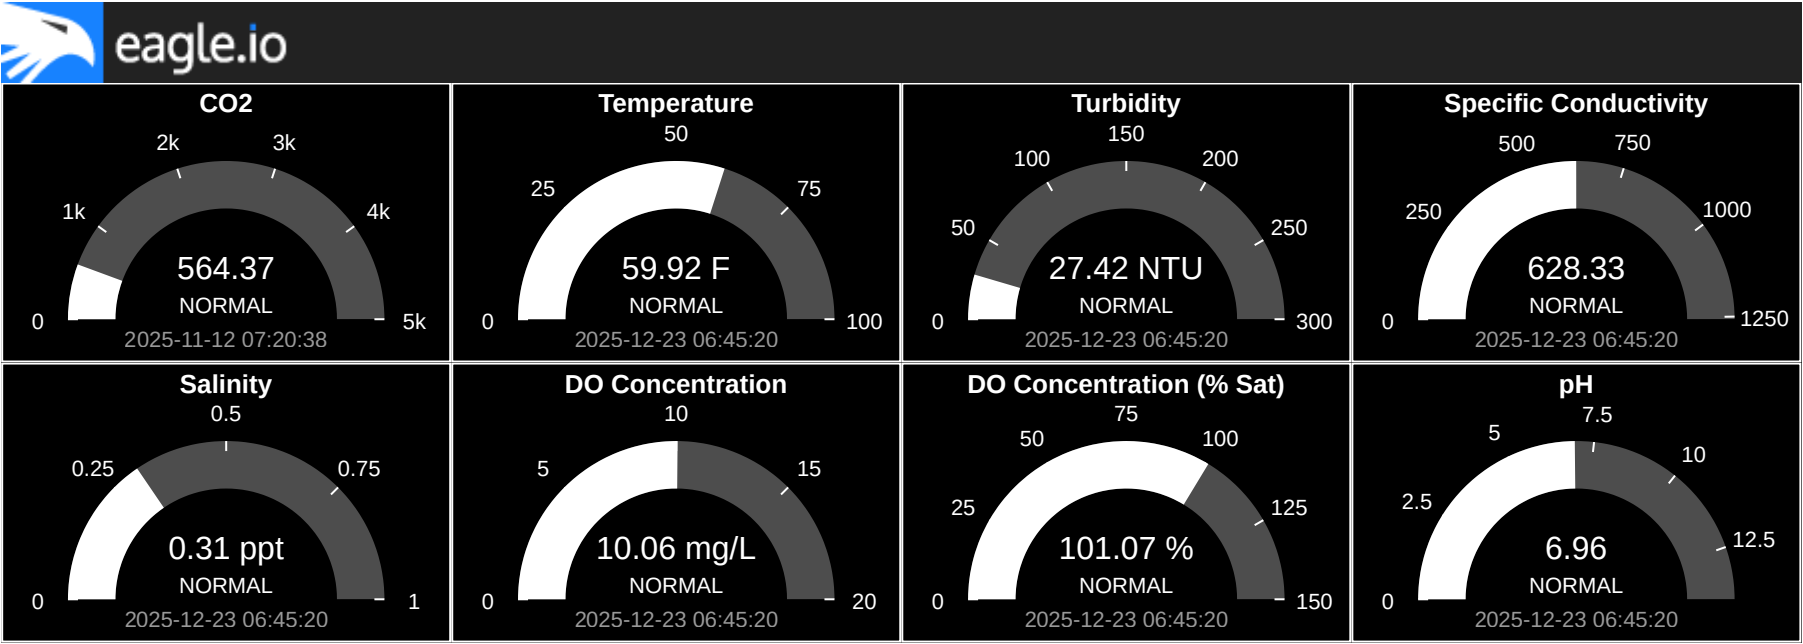 eagle.io
CO2
2k
3k
1k
4k
564.37
NORMAL
0
5k
2025-11-12 07:20:38
Temperature
50
25
75
59.92 F
NORMAL
0
100
2025-12-23 06:45:20
Turbidity
150
100
200
50
250
27.42 NTU
NORMAL
0
300
2025-12-23 06:45:20
Specific Conductivity
500
750
250
1000
628.33
NORMAL
0
1250
2025-12-23 06:45:20
Salinity
0.5
0.25
0.75
0.31 ppt
NORMAL
0
1
2025-12-23 06:45:20
DO Concentration
10
5
15
10.06 mg/L
NORMAL
0
20
2025-12-23 06:45:20
DO Concentration (% Sat)
75
50
100
25
125
101.07 %
NORMAL
0
150
2025-12-23 06:45:20
pH
7.5
5
10
2.5
12.5
6.96
NORMAL
0
2025-12-23 06:45:20